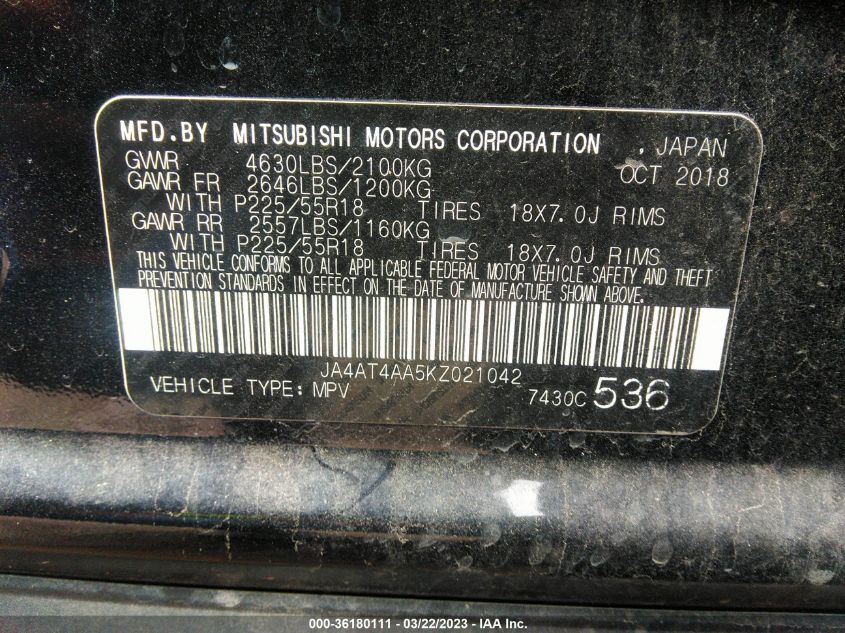 MFD.BY MITSUBISHI MOTORS CORPORATION , JAPAN
GVWR 4630LBS/2100KG OCT 2018
GAWR FR 2646LBS/1200KG
WITH P225/55R18 TIRES 18X7.0J RIMS
GAWR RR 2557LBS/1160KG
WITH P225/55R18 TIRES 18X7.0J RIMS
THIS VEHICLE CONFORMS TO ALL APPLICABLE FEDERAL MOTOR VEHICLE SAFETY AND THEFT
PREVENTION STANDARDS IN EFFECT ON THE DATE OF MANUFACTURE SHOWN ABOVE.
JA4AT4AA5KZ021042
VEHICLE TYPE: MPV 7430C 536
000-36180111 - 03/22/2023 - IAA Inc.